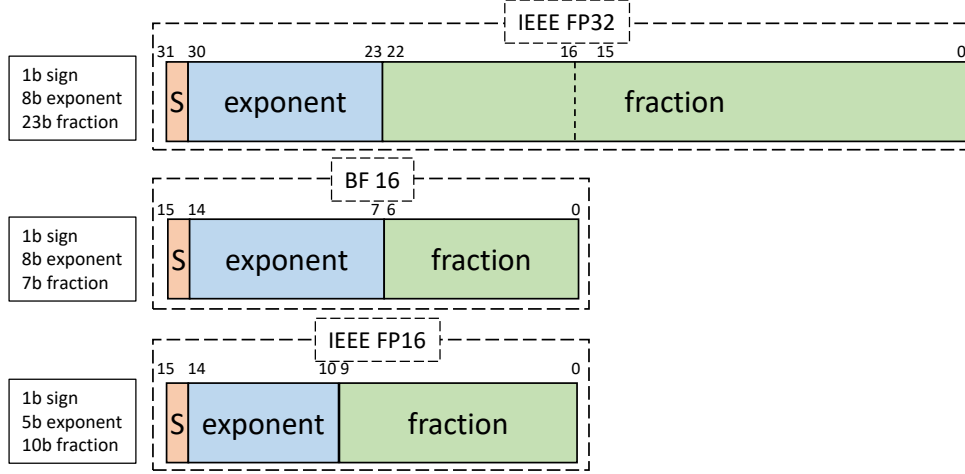 IEEE FP32
31 30 23 22 16 15 0
1b sign
8b exponent
23b fraction
S exponent fraction
BF 16
15 14 7 6 0
1b sign
8b exponent
7b fraction
S exponent fraction
IEEE FP16
15 14 10 9 0
1b sign
5b exponent
10b fraction
S exponent fraction